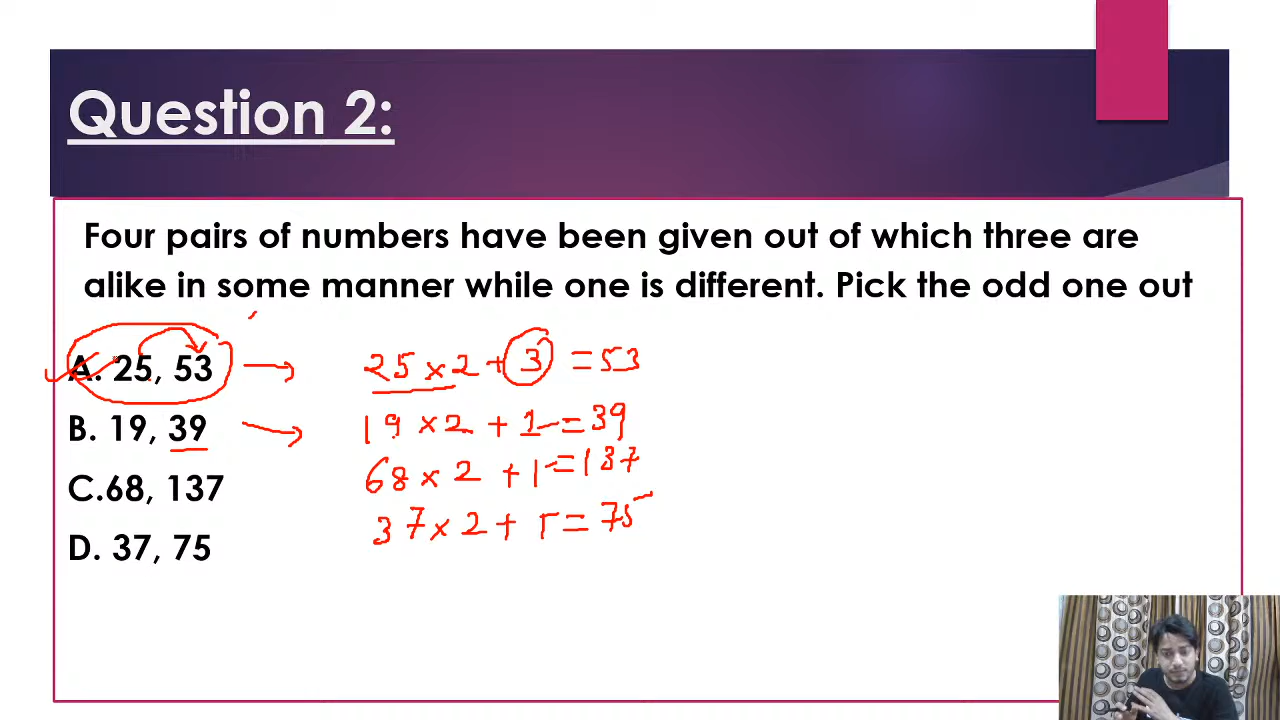 Question 2:
Four pairs of numbers have been given out of which three are
alike in some manner while one is different. Pick the odd one out
A. 25, 53 → 25 × 2 + 3 = 53
B. 19, 39 → 19 × 2 + 1 = 39
C.68, 137 68 × 2 + 1 = 137
D. 37, 75 37 × 2 + 1 = 75